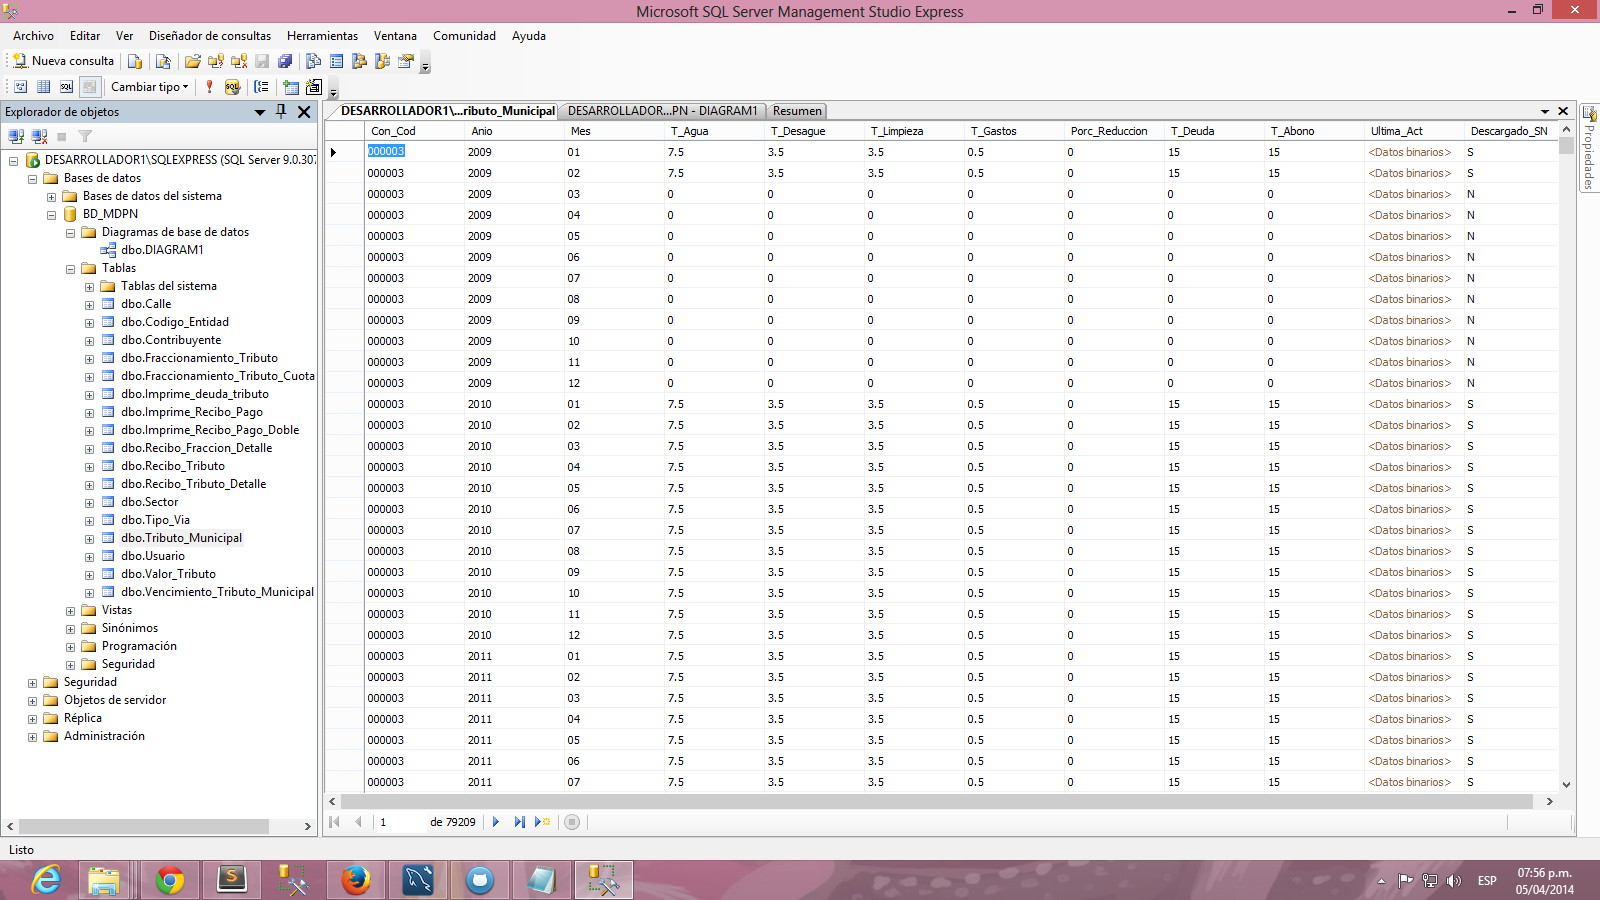 Microsoft SQL Server Management Studio Express
Archivo Editar Ver Diseñador de consultas Herramientas Ventana Comunidad Ayuda
Nueva consulta
SQL Cambiar tipo SQL
Explorador de objetos
DESARROLLADOR1\SQLEXPRESS (SQL Server 9.0.307
Bases de datos
Bases de datos del sistema
BD_MDPN
Diagramas de base de datos
dbo.DIAGRAM1
Tablas
Tablas del sistema
dbo.Calle
dbo.Codigo_Entidad
dbo.Contribuyente
dbo.Fraccionamiento_Tributo
dbo.Fraccionamiento_Tributo_Cuota
dbo.Imprime_deuda_tributo
dbo.Imprime_Recibo_Pago
dbo.Imprime_Recibo_Pago_Doble
dbo.Recibo_Fraccion_Detalle
dbo.Recibo_Tributo
dbo.Recibo_Tributo_Detalle
dbo.Sector
dbo.Tipo_Via
dbo.Tributo_Municipal
dbo.Usuario
dbo.Valor_Tributo
dbo.Vencimiento_Tributo_Municipal
Vistas
Sinónimos
Programación
Seguridad
Seguridad
Objetos de servidor
Réplica
Administración
DESARROLLADOR1\...ributo_Municipal DESARROLLADOR...PN - DIAGRAM1 Resumen
Con_Cod Anio Mes T_Agua T_Desague T_Limpieza T_Gastos Porc_Reduccion T_Deuda T_Abono Ultima_Act Descargado_SN
000003 2009 01 7.5 3.5 3.5 0.5 0 15 15 <Datos binarios> S
000003 2009 02 7.5 3.5 3.5 0.5 0 15 15 <Datos binarios> S
000003 2009 03 0 0 0 0 0 0 0 <Datos binarios> N
000003 2009 04 0 0 0 0 0 0 0 <Datos binarios> N
000003 2009 05 0 0 0 0 0 0 0 <Datos binarios> N
000003 2009 06 0 0 0 0 0 0 0 <Datos binarios> N
000003 2009 07 0 0 0 0 0 0 0 <Datos binarios> N
000003 2009 08 0 0 0 0 0 0 0 <Datos binarios> N
000003 2009 09 0 0 0 0 0 0 0 <Datos binarios> N
000003 2009 10 0 0 0 0 0 0 0 <Datos binarios> N
000003 2009 11 0 0 0 0 0 0 0 <Datos binarios> N
000003 2009 12 0 0 0 0 0 0 0 <Datos binarios> N
000003 2010 01 7.5 3.5 3.5 0.5 0 15 15 <Datos binarios> S
000003 2010 02 7.5 3.5 3.5 0.5 0 15 15 <Datos binarios> S
000003 2010 03 7.5 3.5 3.5 0.5 0 15 15 <Datos binarios> S
000003 2010 04 7.5 3.5 3.5 0.5 0 15 15 <Datos binarios> S
000003 2010 05 7.5 3.5 3.5 0.5 0 15 15 <Datos binarios> S
000003 2010 06 7.5 3.5 3.5 0.5 0 15 15 <Datos binarios> S
000003 2010 07 7.5 3.5 3.5 0.5 0 15 15 <Datos binarios> S
000003 2010 08 7.5 3.5 3.5 0.5 0 15 15 <Datos binarios> S
000003 2010 09 7.5 3.5 3.5 0.5 0 15 15 <Datos binarios> S
000003 2010 10 7.5 3.5 3.5 0.5 0 15 15 <Datos binarios> S
000003 2010 11 7.5 3.5 3.5 0.5 0 15 15 <Datos binarios> S
000003 2010 12 7.5 3.5 3.5 0.5 0 15 15 <Datos binarios> S
000003 2011 01 7.5 3.5 3.5 0.5 0 15 15 <Datos binarios> S
000003 2011 02 7.5 3.5 3.5 0.5 0 15 15 <Datos binarios> S
000003 2011 03 7.5 3.5 3.5 0.5 0 15 15 <Datos binarios> S
000003 2011 04 7.5 3.5 3.5 0.5 0 15 15 <Datos binarios> S
000003 2011 05 7.5 3.5 3.5 0.5 0 15 15 <Datos binarios> S
000003 2011 06 7.5 3.5 3.5 0.5 0 15 15 <Datos binarios> S
000003 2011 07 7.5 3.5 3.5 0.5 0 15 15 <Datos binarios> S
1 de 79209
Propiedades
Listo
ESP
07:56 p.m.
05/04/2014